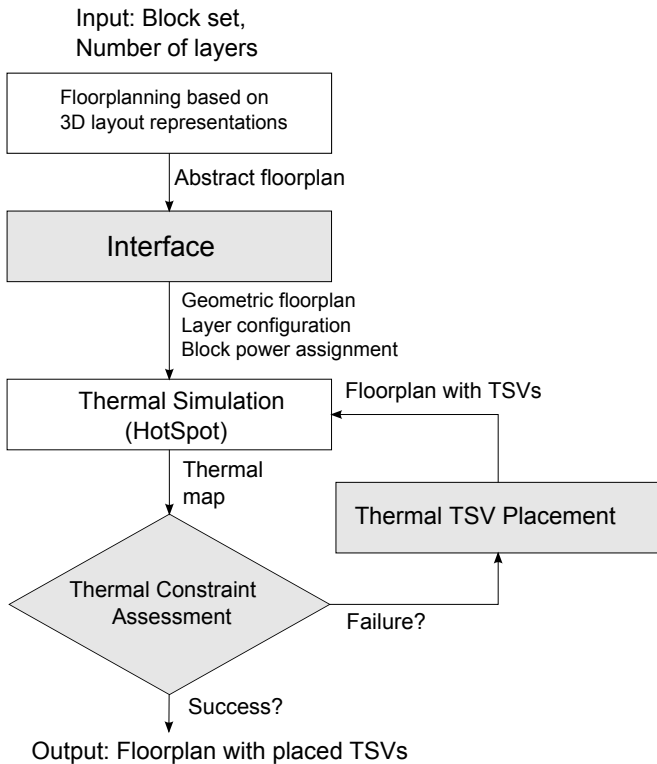 Input: Block set,
Number of layers
Floorplanning based on
3D layout representations
Abstract floorplan
Interface
Geometric floorplan
Layer configuration
Block power assignment
Thermal Simulation
(HotSpot)
Floorplan with TSVs
Thermal
map
Thermal TSV Placement
Thermal Constraint
Assessment
Failure?
Success?
Output: Floorplan with placed TSVs